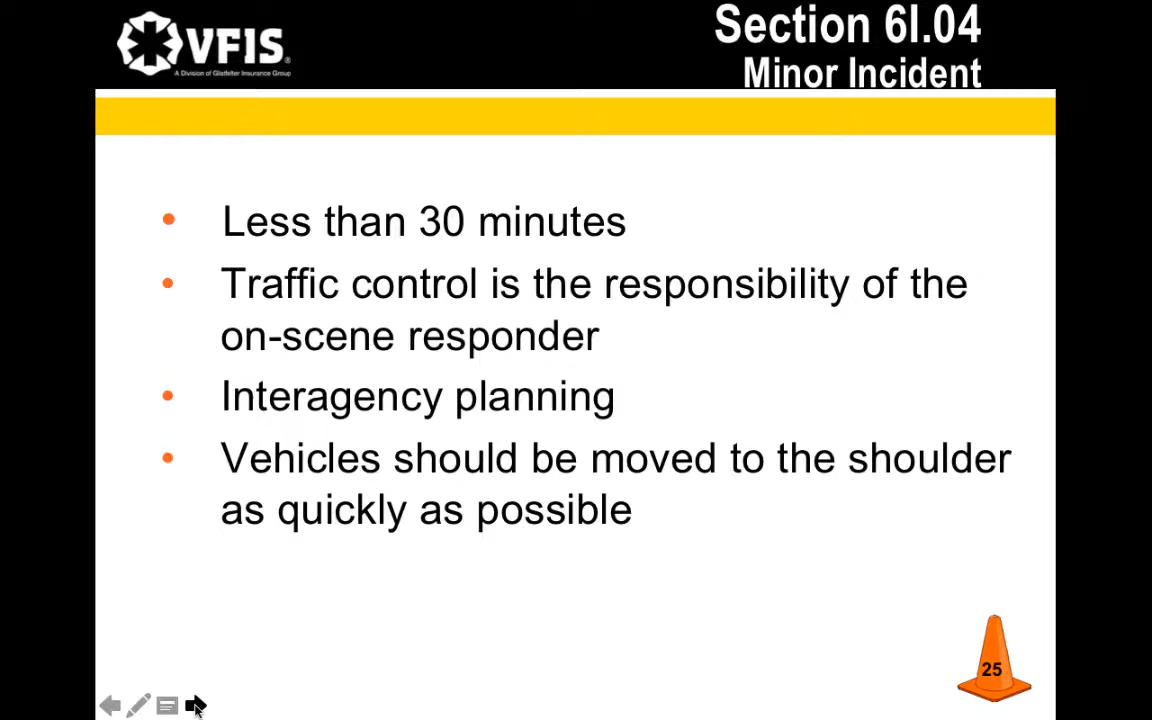 VFIS®
A Division of Glatfelter Insurance Group
Section 6I.04
Minor Incident
• Less than 30 minutes
• Traffic control is the responsibility of the
on-scene responder
• Interagency planning
• Vehicles should be moved to the shoulder
as quickly as possible
25